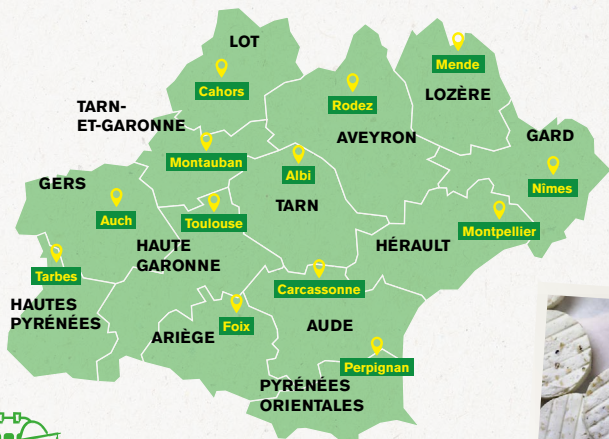 LOT
Cahors
Mende
LOZÈRE
Rodez
AVEYRON
TARN-
ET-GARONNE
Montauban
GARD
Nîmes
Albi
TARN
GERS
Auch
Toulouse
HAUTE
GARONNE
HÉRAULT
Montpellier
Tarbes
HAUTES
PYRÉNÉES
ARIÈGE
Foix
Carcassonne
AUDE
Perpignan
PYRÉNÉES
ORIENTALES